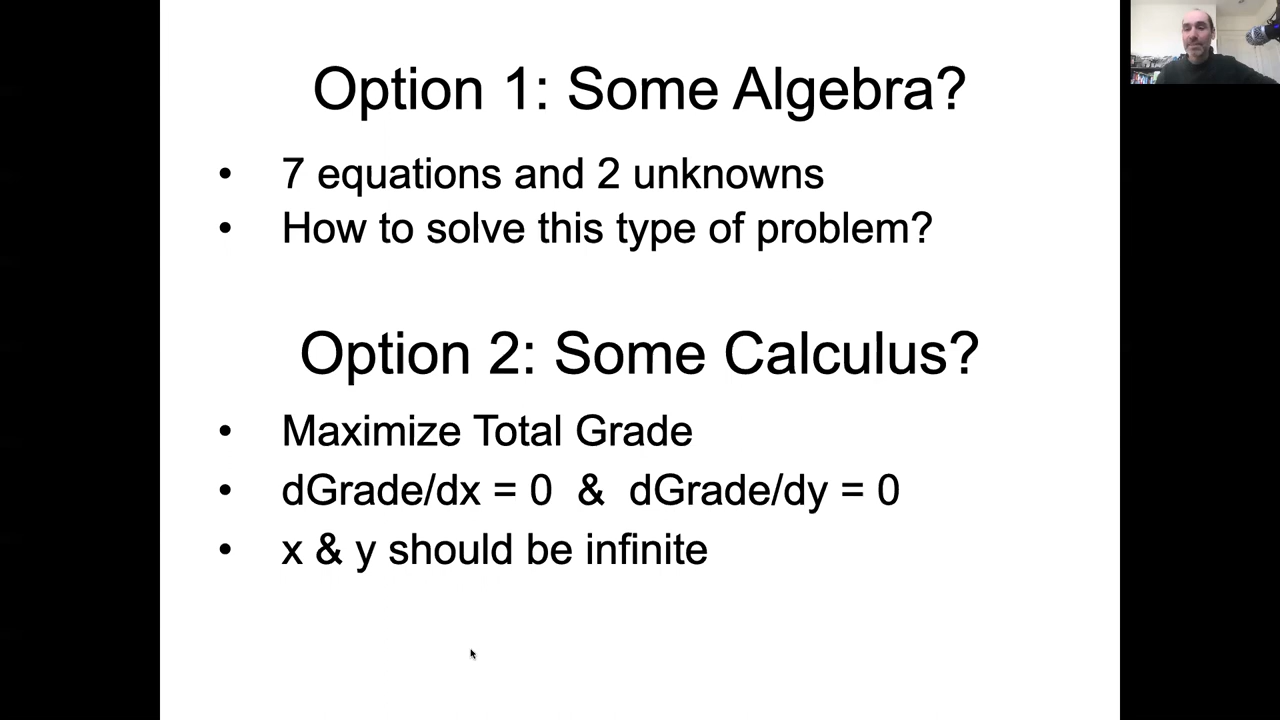 Option 1: Some Algebra?
• 7 equations and 2 unknowns
• How to solve this type of problem?
Option 2: Some Calculus?
• Maximize Total Grade
• dGrade/dx = 0 & dGrade/dy = 0
• x & y should be infinite